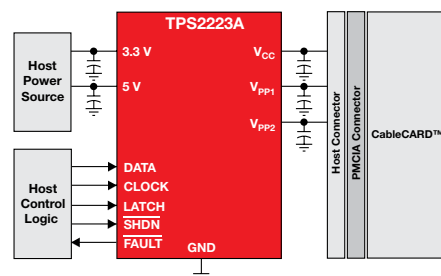 TPS2223A
Host
Power
Source
3.3 V
5 V
VCC
VPP1
VPP2
Host
Control
Logic
DATA
CLOCK
LATCH
SHDN
FAULT
GND
Host Connector
PMCIA Connector
CableCARD™